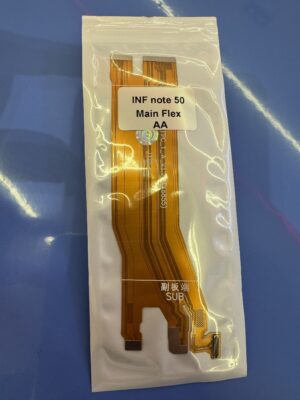 INF note 50
Main Flex
AA
副板端
SUB